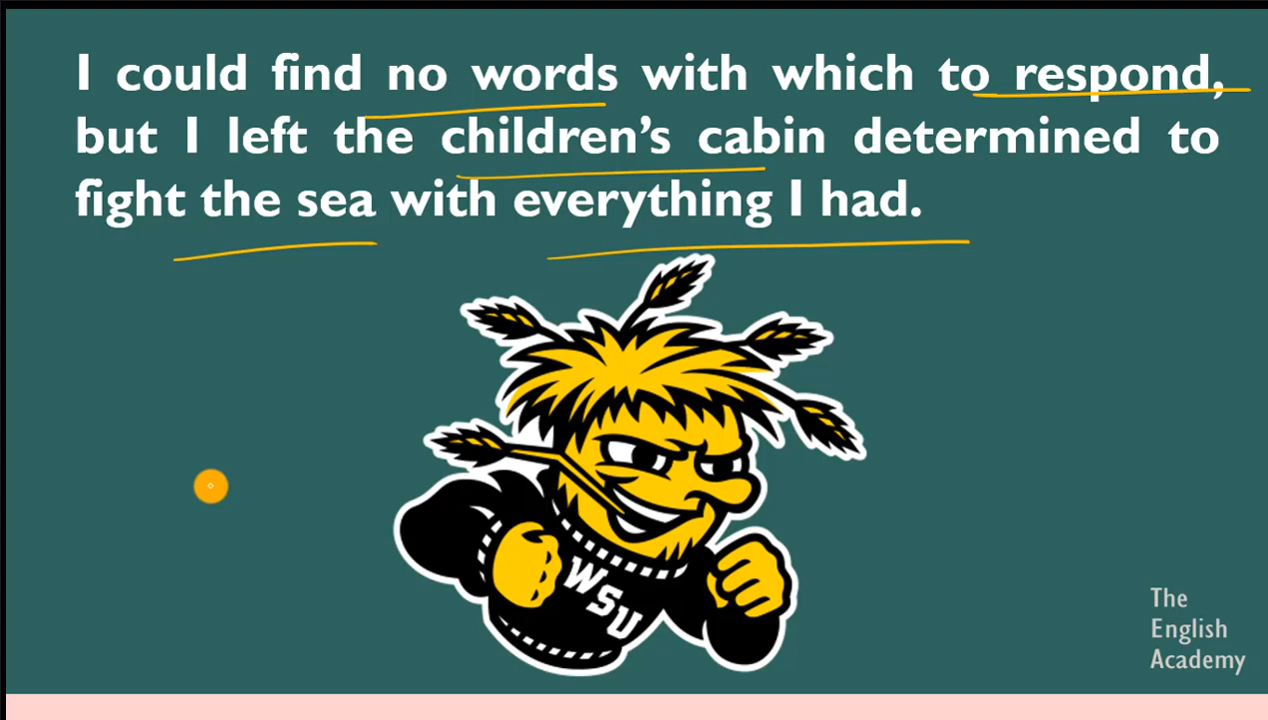 I could find no words with which to respond,
but I left the children’s cabin determined to
fight the sea with everything I had.
WSU
The
English
Academy